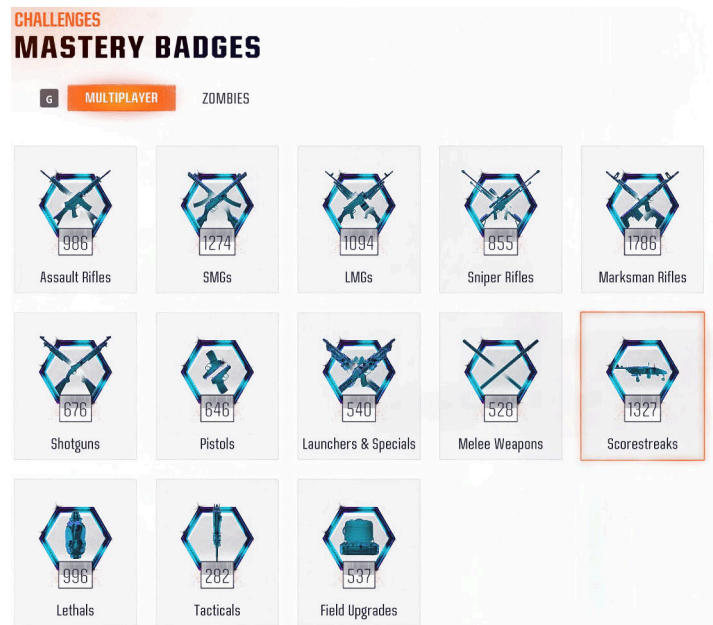 CHALLENGES
MASTERY BADGES
G MULTIPLAYER ZOMBIES
986 1274 1094 855 1786
Assault Rifles SMGs LMGs Sniper Rifles Marksman Rifles
676 646 540 528 1327
Shotguns Pistols Launchers & Specials Melee Weapons Scorestreaks
996 282 537
Lethals Tacticals Field Upgrades